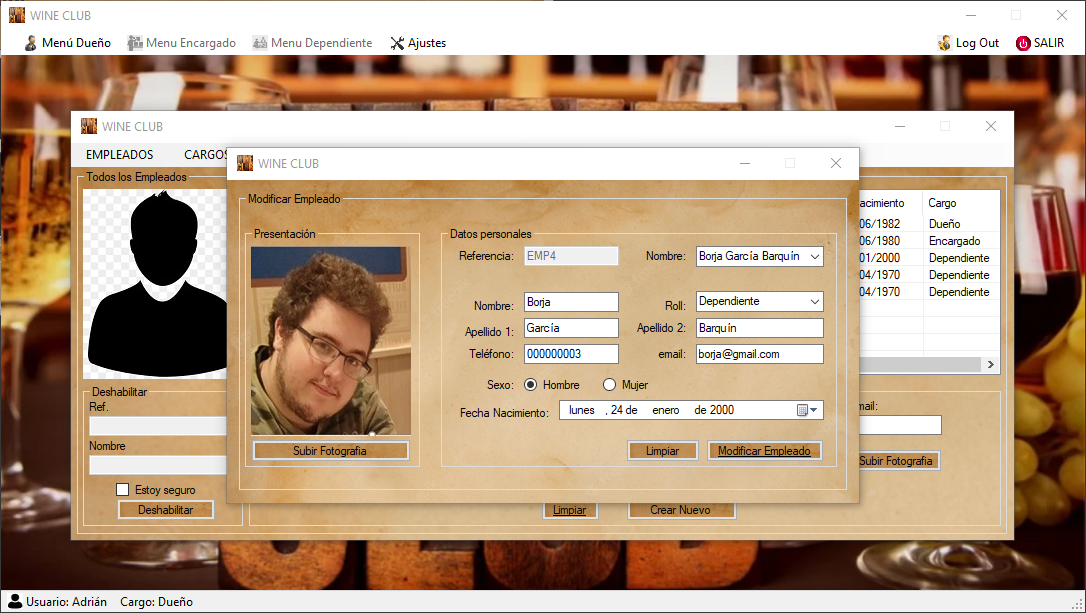 WINE CLUB
Menú Dueño Menu Encargado Menu Dependiente Ajustes Log Out SALIR
WINE CLUB
EMPLEADOS CARGOS
WINE CLUB
Todos los Empleados
Modificar Empleado
Presentación
Datos personales
Referencia: EMP4 Nombre: Borja García Barquín
Nombre: Borja Roll: Dependiente
Apellido 1: García Apellido 2: Barquín
Teléfono: 000000003 email: borja@gmail.com
Sexo: Hombre Mujer
Fecha Nacimiento: lunes , 24 de enero de 2000
Subir Fotografia Limpiar Modificar Empleado
acimiento Cargo
06/1982 Dueño
06/1980 Encargado
01/2000 Dependiente
04/1970 Dependiente
04/1970 Dependiente
Deshabilitar
Ref.
Nombre
Estoy seguro
Deshabilitar
mail:
Subir Fotografia
Limpiar Crear Nuevo
Usuario: Adrián Cargo: Dueño